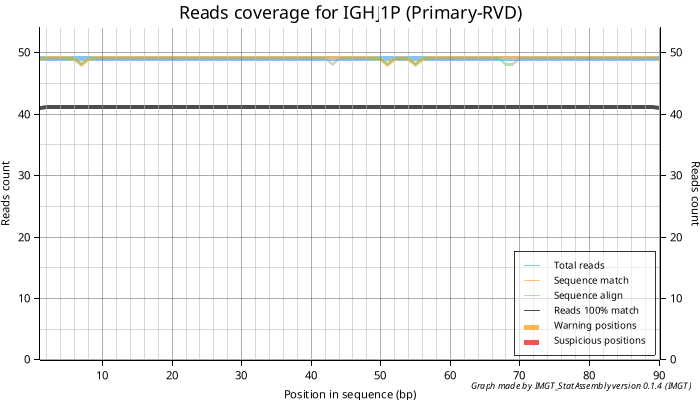 Reads coverage for IGHJ1P (Primary-RVD)
50 50
40 40
30 30
20 20
10 10
0 0
Reads count
Reads count
Total reads
Sequence match
Sequence align
Reads 100% match
Warning positions
Suspicious positions
10 20 30 40 50 60 70 80 90
Position in sequence (bp)
Graph made by IMGT_StatAssembly version 0.1.4 (IMGT)